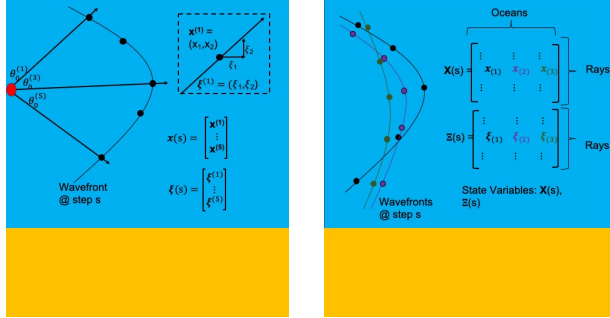 θ₀⁽¹⁾
θ₀⁽³⁾
θ₀⁽⁵⁾
x⁽¹⁾ =
(x₁,x₂)
ξ₂
ξ₁
ξ⁽¹⁾ = (ξ₁,ξ₂)
x(s) = [x⁽¹⁾ ⋮ x⁽⁵⁾]
ξ(s) = [ξ⁽¹⁾ ⋮ ξ⁽⁵⁾]
Wavefront
@ step s
Oceans
⋮ ⋮ ⋮
X(s) = x₍₁₎ x₍₂₎ x₍₃₎
⋮ ⋮ ⋮
Rays
⋮ ⋮ ⋮
Ξ(s) = ξ₍₁₎ ξ₍₂₎ ξ₍₃₎
⋮ ⋮ ⋮
Rays
State Variables: X(s),
Ξ(s)
Wavefronts
@ step s